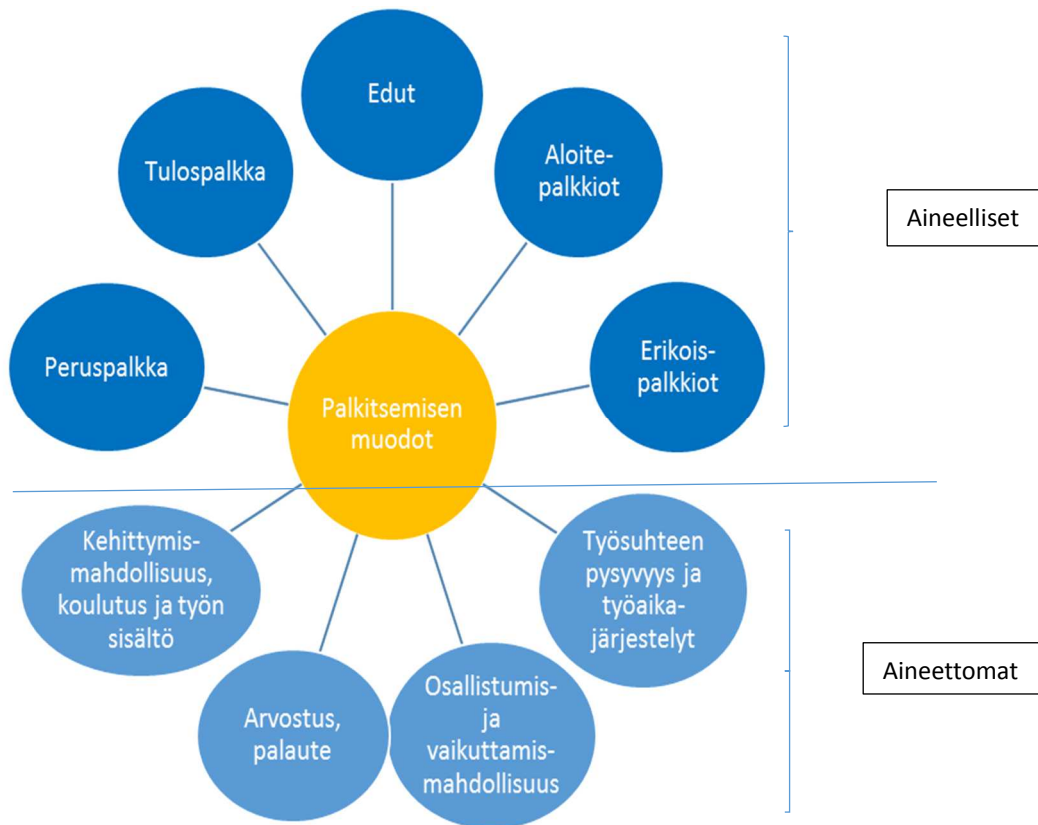 Edut
Aloite-
palkkiot
Tulospalkka
Aineelliset
Erikois-
palkkiot
Peruspalkka
Palkitsemisen
muodot
Kehittymis-
mahdollisuus,
koulutus ja työn
sisältö
Työsuhteen
pysyvyys ja
työaika-
järjestelyt
Aineettomat
Arvostus,
palaute
Osallistumis-
ja
vaikuttamis-
mahdollisuus